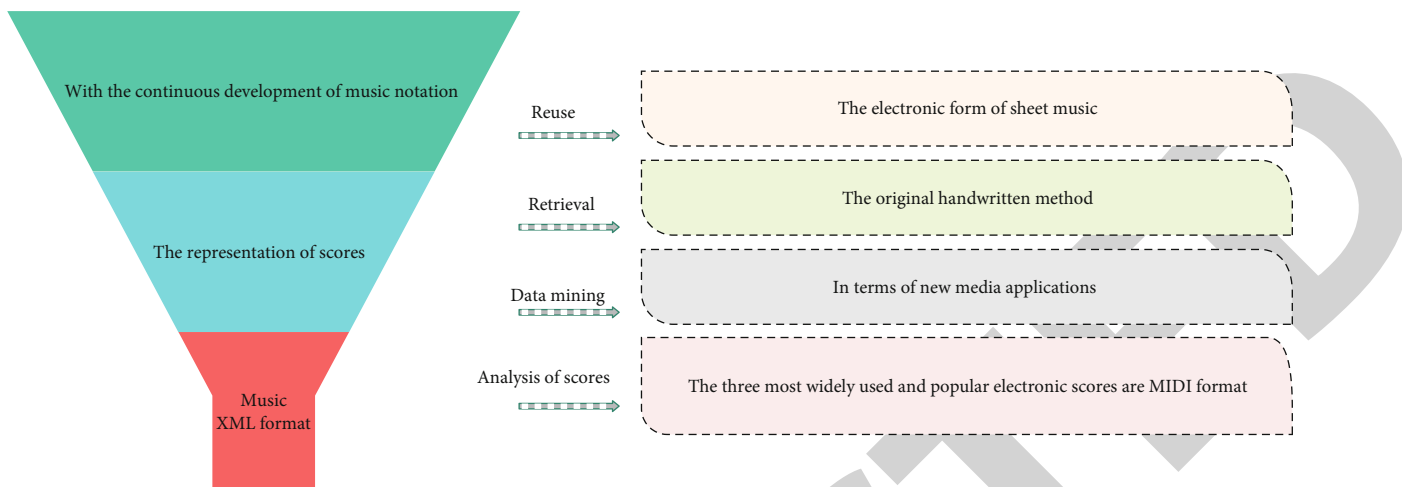 With the continuous development of music notation
The representation of scores
Music
XML format
Reuse
The electronic form of sheet music
Retrieval
The original handwritten method
Data mining
In terms of new media applications
Analysis of scores
The three most widely used and popular electronic scores are MIDI format